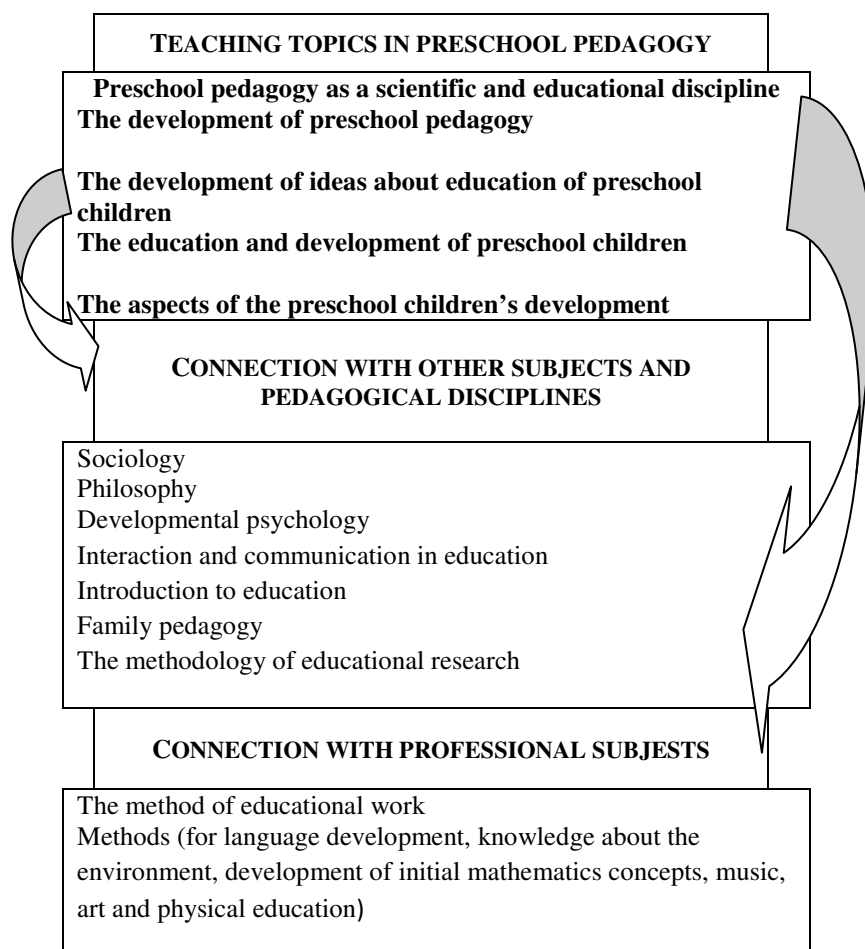 TEACHING TOPICS IN PRESCHOOL PEDAGOGY
Preschool pedagogy as a scientific and educational discipline
The development of preschool pedagogy
The development of ideas about education of preschool
children
The education and development of preschool children
The aspects of the preschool children's development
CONNECTION WITH OTHER SUBJECTS AND
PEDAGOGICAL DISCIPLINES
Sociology
Philosophy
Developmental psychology
Interaction and communication in education
Introduction to education
Family pedagogy
The methodology of educational research
CONNECTION WITH PROFESSIONAL SUBJESTS
The method of educational work
Methods (for language development, knowledge about the
environment, development of initial mathematics concepts, music,
art and physical education)